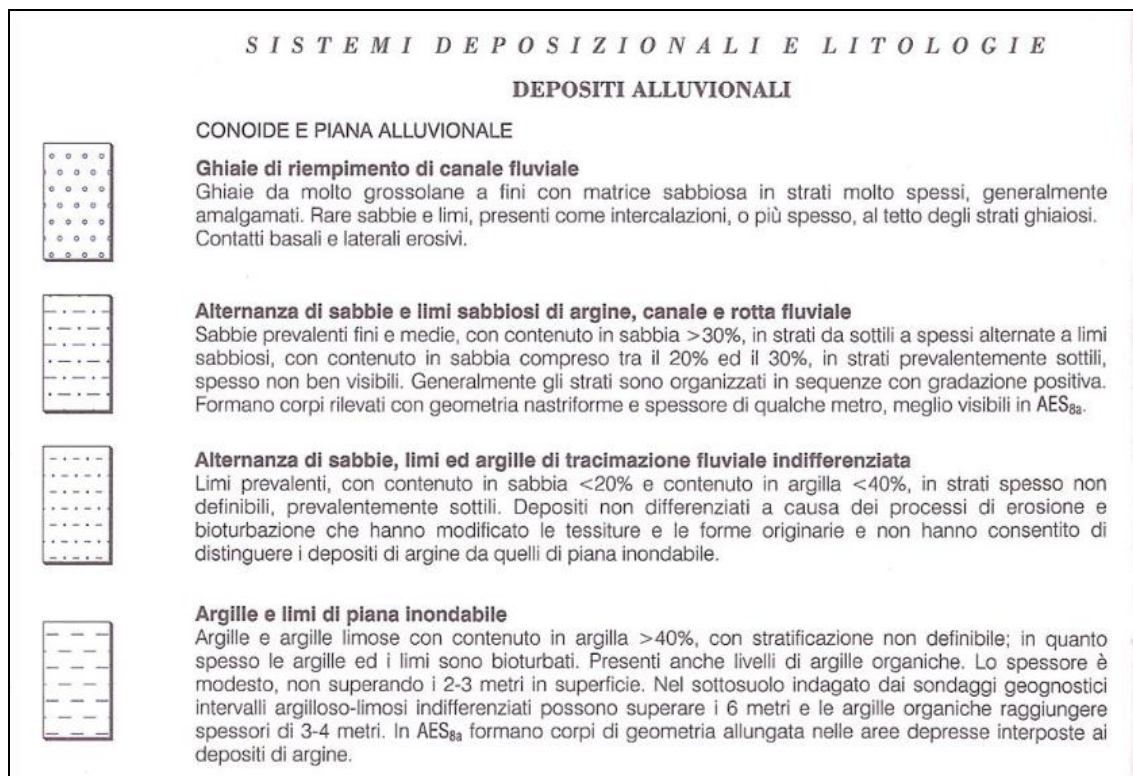 SISTEMI DEPOSIZIONALI E LITOLOGIE
DEPOSITI ALLUVIONALI
CONOIDE E PIANA ALLUVIONALE
Ghiaie di riempimento di canale fluviale
Ghiaie da molto grossolane a fini con matrice sabbiosa in strati molto spessi, generalmente
amalgamati. Rare sabbie e limi, presenti come intercalazioni, o più spesso, al tetto degli strati ghiaiosi.
Contatti basali e laterali erosivi.
Alternanza di sabbie e limi sabbiosi di argine, canale e rotta fluviale
Sabbie prevalenti fini e medie, con contenuto in sabbia >30%, in strati da sottili a spessi alternate a limi
sabbiosi, con contenuto in sabbia compreso tra il 20% ed il 30%, in strati prevalentemente sottili,
spesso non ben visibili. Generalmente gli strati sono organizzati in sequenze con gradazione positiva.
Formano corpi rilevati con geometria nastriforme e spessore di qualche metro, meglio visibili in AES8a.
Alternanza di sabbie, limi ed argille di tracimazione fluviale indifferenziata
Limi prevalenti, con contenuto in sabbia <20% e contenuto in argilla <40%, in strati spesso non
definibili, prevalentemente sottili. Depositi non differenziati a causa dei processi di erosione e
bioturbazione che hanno modificato le tessiture e le forme originarie e non hanno consentito di
distinguere i depositi di argine da quelli di piana inondabile.
Argille e limi di piana inondabile
Argille e argille limose con contenuto in argilla >40%, con stratificazione non definibile; in quanto
spesso le argille ed i limi sono bioturbati. Presenti anche livelli di argille organiche. Lo spessore è
modesto, non superando i 2-3 metri in superficie. Nel sottosuolo indagato dai sondaggi geognostici
intervalli argilloso-limosi indifferenziati possono superare i 6 metri e le argille organiche raggiungere
spessori di 3-4 metri. In AES8a formano corpi di geometria allungata nelle aree depresse interposte ai
depositi di argine.